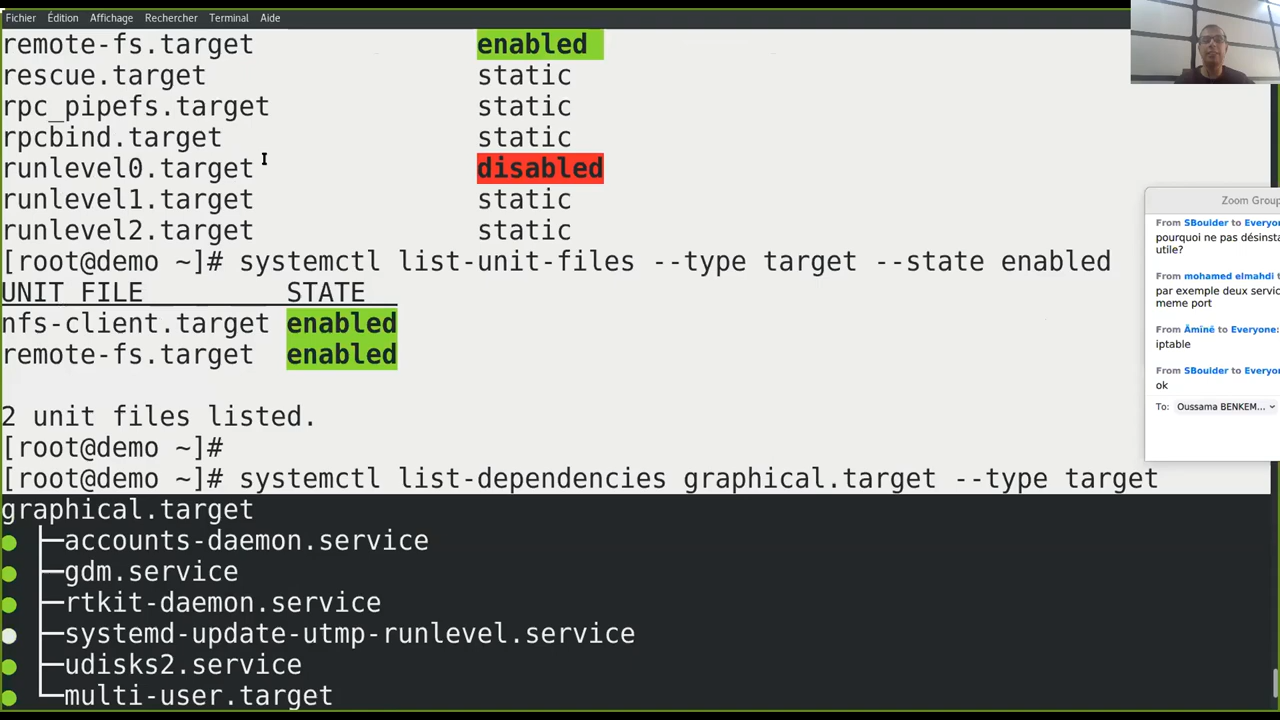 Fichier Édition Affichage Rechercher Terminal Aide
remote-fs.target enabled
rescue.target static
rpc_pipefs.target static
rpcbind.target static
runlevel0.target disabled
runlevel1.target static
runlevel2.target static
[root@demo ~]# systemctl list-unit-files --type target --state enabled
UNIT FILE STATE
nfs-client.target enabled
remote-fs.target enabled
2 unit files listed.
[root@demo ~]#
[root@demo ~]# systemctl list-dependencies graphical.target --type target
graphical.target
├─accounts-daemon.service
├─gdm.service
├─rtkit-daemon.service
├─systemd-update-utmp-runlevel.service
├─udisks2.service
└─multi-user.target
Zoom Group
From SBoulder to Everyo
pourquoi ne pas désinsta
utile?
From mohamed elmahdi t
par exemple deux servic
meme port
From Āmīnē to Everyone:
iptable
From SBoulder to Everyo
ok
To: Oussama BENKEM...